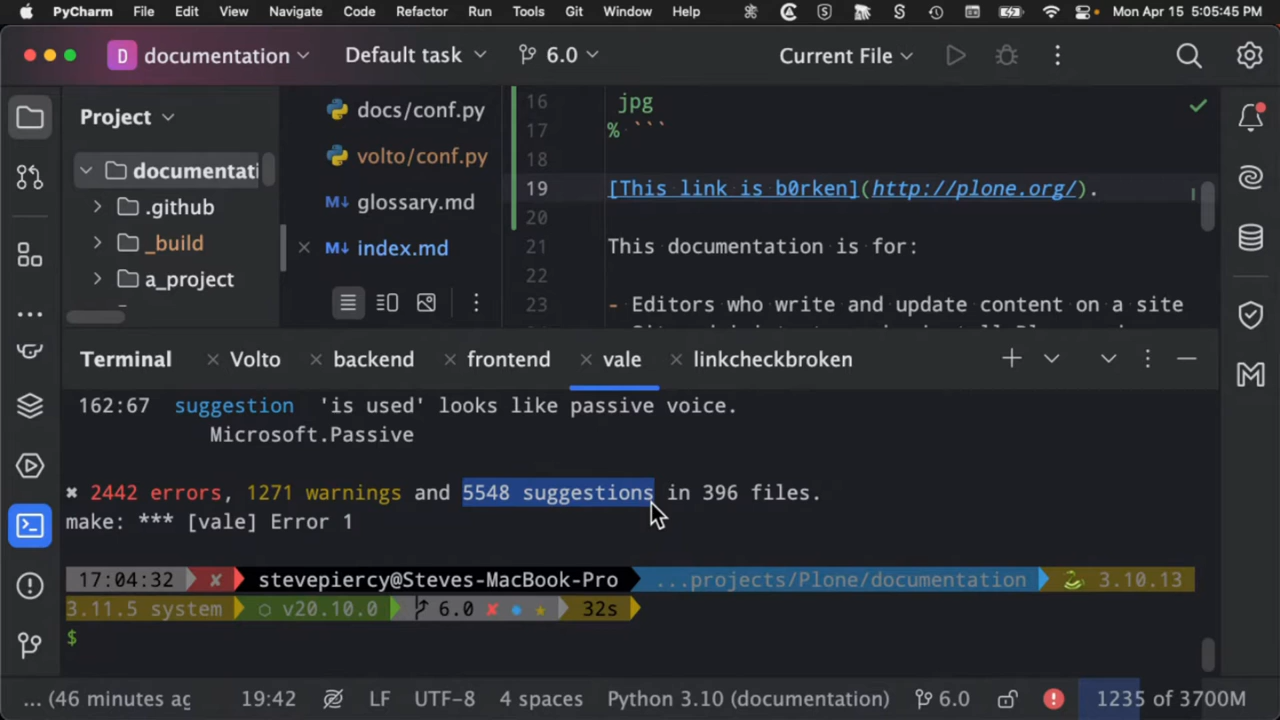 PyCharm File Edit View Navigate Code Refactor Run Tools Git Window Help Mon Apr 15 5:05:45 PM
D documentation Default task 6.0 Current File
Project
documentati
.github
_build
a_project
docs/conf.py
volto/conf.py
M↓ glossary.md
M↓ index.md
16 jpg
17 % ```
18
19 [This link is b0rken](http://plone.org/).
20
21 This documentation is for:
22
23 - Editors who write and update content on a site
Terminal Volto backend frontend vale linkcheckbroken
162:67 suggestion 'is used' looks like passive voice.
Microsoft.Passive
✖ 2442 errors, 1271 warnings and 5548 suggestions in 396 files.
make: *** [vale] Error 1
17:04:32 ✘ stevepiercy@Steves-MacBook-Pro ...projects/Plone/documentation 3.10.13
3.11.5 system v20.10.0 6.0 ✘ ● ★ 32s
$
... (46 minutes ag 19:42 LF UTF-8 4 spaces Python 3.10 (documentation) 6.0 1235 of 3700M